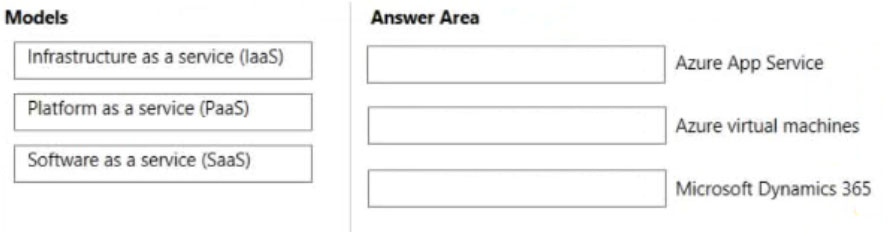 Models
Infrastructure as a service (IaaS)
Platform as a service (PaaS)
Software as a service (SaaS)
Answer Area
Azure App Service
Azure virtual machines
Microsoft Dynamics 365